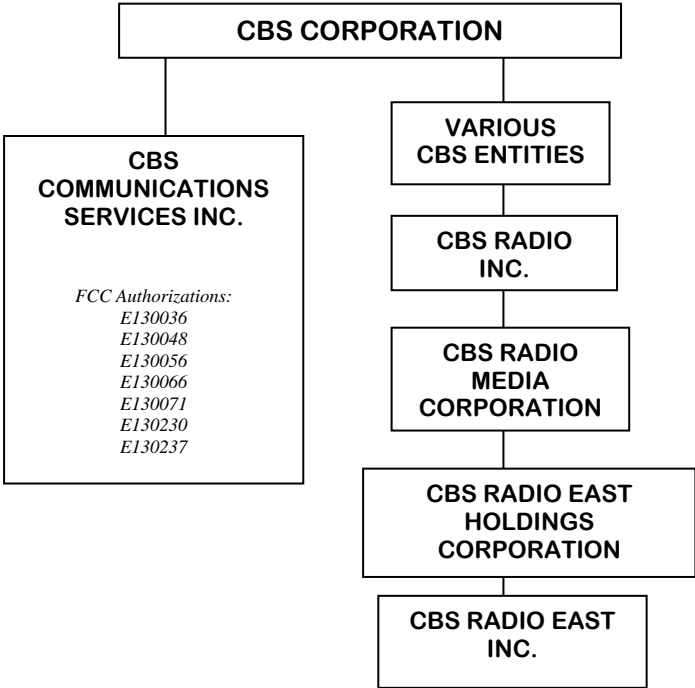 CBS CORPORATION
CBS
COMMUNICATIONS
SERVICES INC.
FCC Authorizations:
E130036
E130048
E130056
E130066
E130071
E130230
E130237
VARIOUS
CBS ENTITIES
CBS RADIO
INC.
CBS RADIO
MEDIA
CORPORATION
CBS RADIO EAST
HOLDINGS
CORPORATION
CBS RADIO EAST
INC.